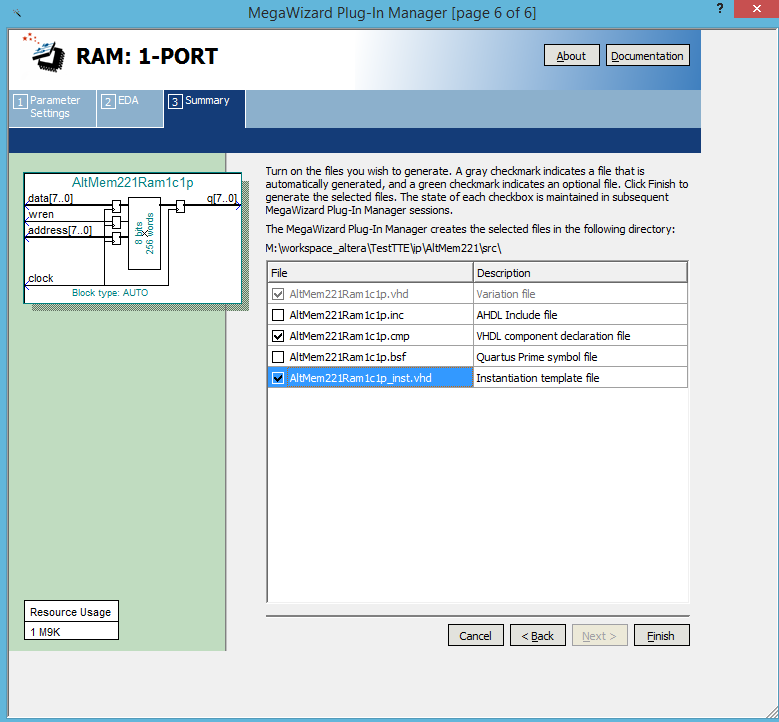 MegaWizard Plug-In Manager [page 6 of 6]
? ×
RAM: 1-PORT
About Documentation
1 Parameter Settings
2 EDA
3 Summary
AltMem221Ram1c1p
data[7..0] q[7..0]
wren
address[7..0]
8 bits
256 Words
clock
Block type: AUTO
Turn on the files you wish to generate. A gray checkmark indicates a file that is
automatically generated, and a green checkmark indicates an optional file. Click Finish to
generate the selected files. The state of each checkbox is maintained in subsequent
MegaWizard Plug-In Manager sessions.
The MegaWizard Plug-In Manager creates the selected files in the following directory:
M:\workspace_altera\TestTTE\ip\AltMem221\src\
File Description
AltMem221Ram1c1p.vhd Variation file
AltMem221Ram1c1p.inc AHDL Include file
AltMem221Ram1c1p.cmp VHDL component declaration file
AltMem221Ram1c1p.bsf Quartus Prime symbol file
AltMem221Ram1c1p_inst.vhd Instantiation template file
Resource Usage
1 M9K
Cancel < Back Next > Finish